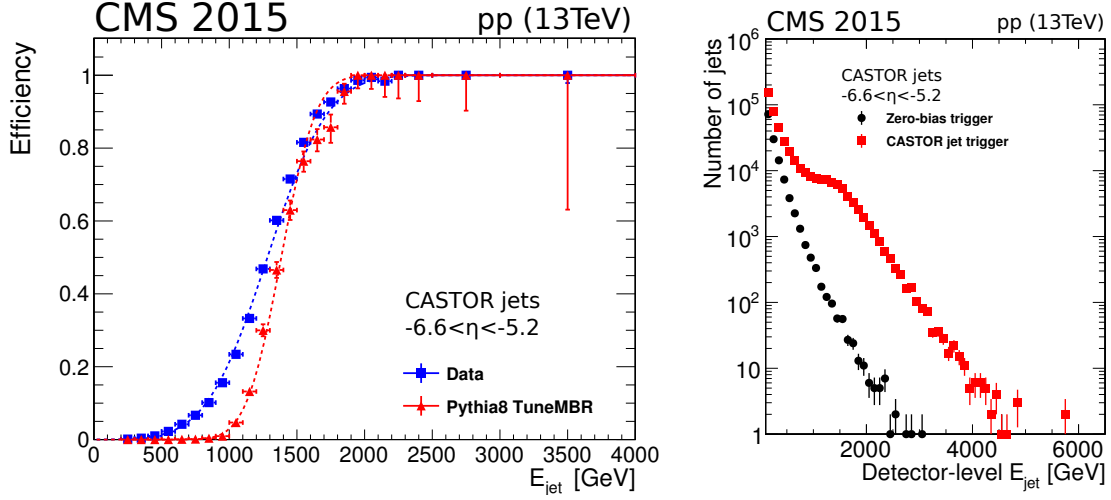 CMS 2015 pp (13TeV)
Efficiency
1
0.8
0.6
0.4
0.2
0
CASTOR jets
-6.6<η<-5.2
Data
Pythia8 TuneMBR
0 500 1000 1500 2000 2500 3000 3500 4000
E_jet [GeV]
CMS 2015 pp (13TeV)
Number of jets
10^6
10^5
10^4
10^3
10^2
10
1
CASTOR jets
-6.6<η<-5.2
Zero-bias trigger
CASTOR jet trigger
2000 4000 6000
Detector-level E_jet [GeV]